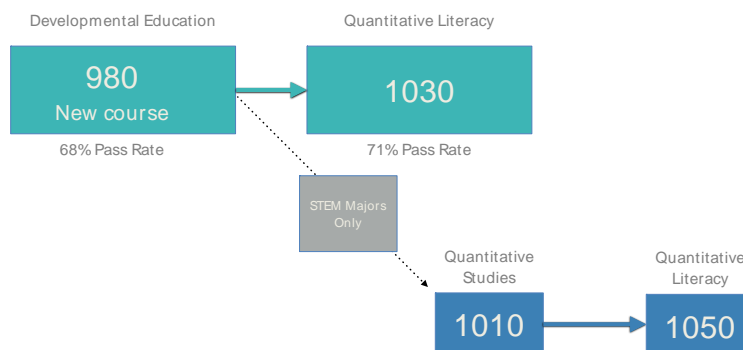 Developmental Education
Quantitative Literacy
980
New course
1030
68% Pass Rate
71% Pass Rate
STEM Majors
Only
Quantitative
Studies
Quantitative
Literacy
1010
1050